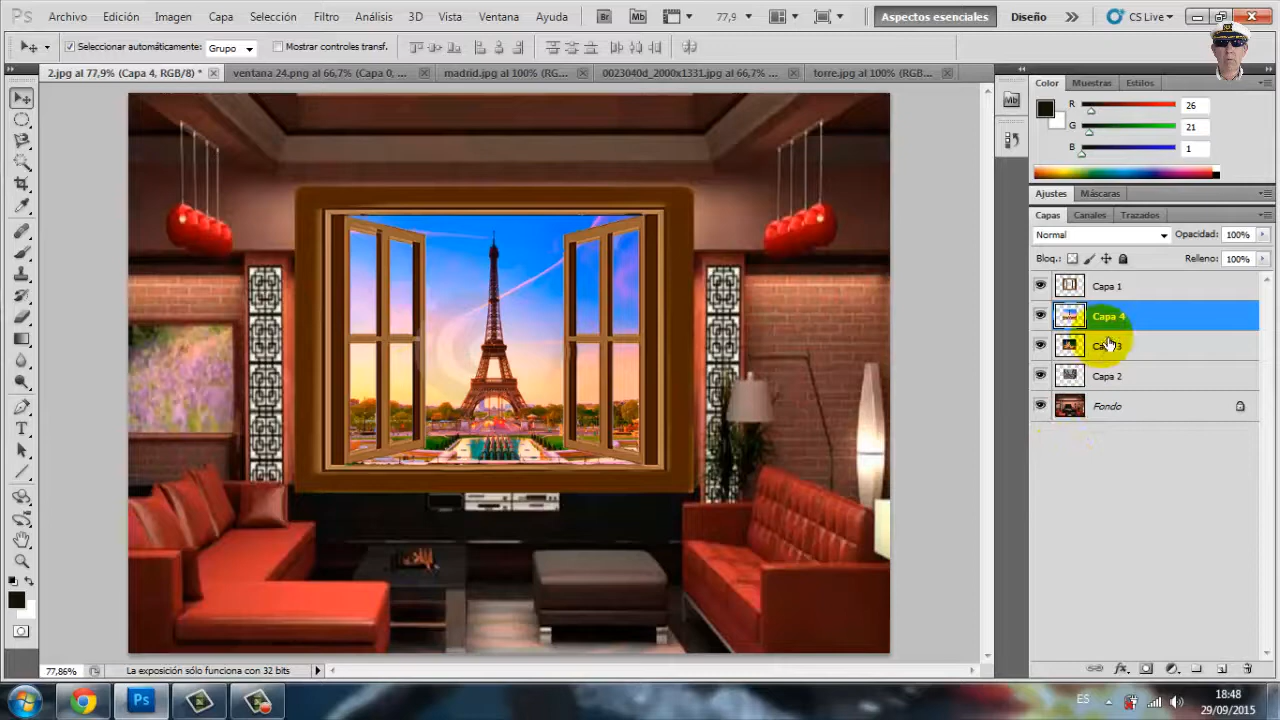 Ps Archivo Edición Imagen Capa Selección Filtro Análisis Vista Ventana Br Mb 77,9 Aspectos esenciales Diseño CS Live
Seleccionar automáticamente: Grupo Mostrar controles transf.
2.jpg al 77,9% (Capa 4, RGB/8) * ventana 24.png al 66,7% (Capa 0, ... madrid.jpg al 100% (RG... 0023040d_2000x1331.jpg al 66,7% ... torre.jpg al 100% (RGB...
Color Muestras Estilos
Mb
R 26
G 21
B 1
Ajustes Máscaras
Capas Canales Trazados
Normal Opacidad: 100%
Bloq.: Relleno: 100%
Capa 1
Capa 4
Capa 2
Fondo
77,86% La exposición sólo funciona con 32 bits
Ps ES 18:48
29/09/2015